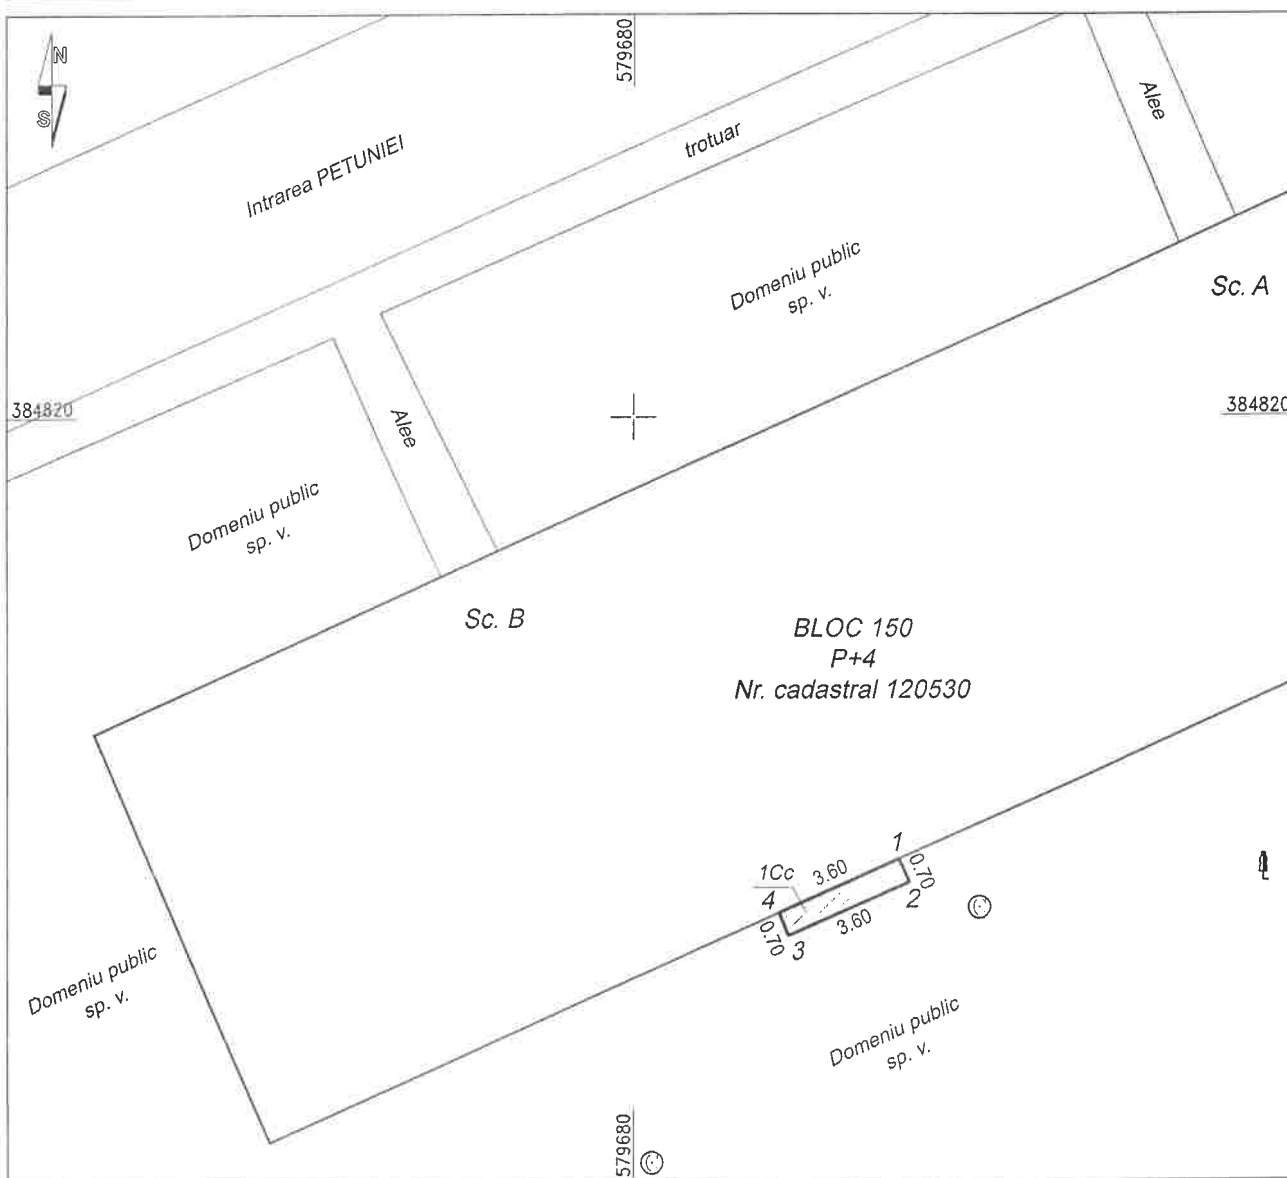 N
S
579680
Intrarea PETUNIEI
trotuar
Alee
Domeniu public
sp. v.
Sc. A
384820
384820
Alee
Domeniu public
sp. v.
Sc. B
BLOC 150
P+4
Nr. cadastral 120530
1
1Cc
3.60
0.70
4
2
3.60
0.70
3
Domeniu public
sp. v.
Domeniu public
sp. v.
579680